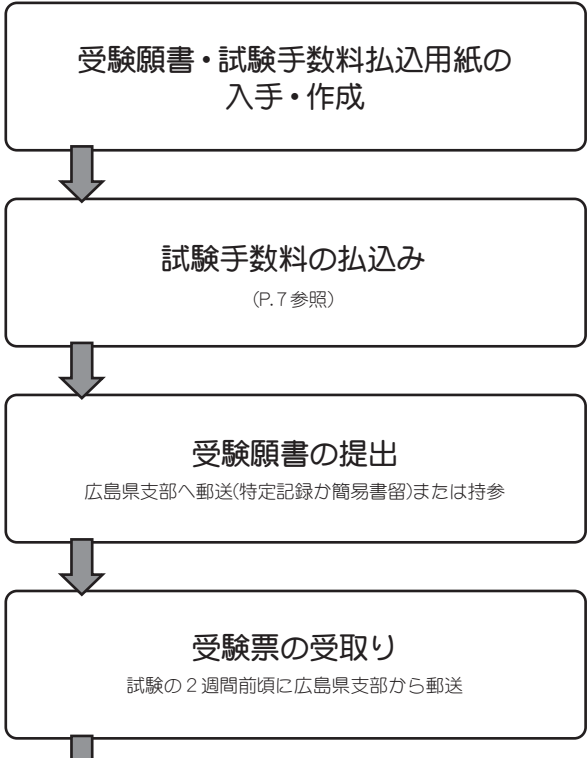 受験願書・試験手数料払込用紙の
入手・作成
試験手数料の払込み
(P.7参照)
受験願書の提出
広島県支部へ郵送(特定記録か簡易書留)または持参
受験票の受取り
試験の2週間前頃に広島県支部から郵送